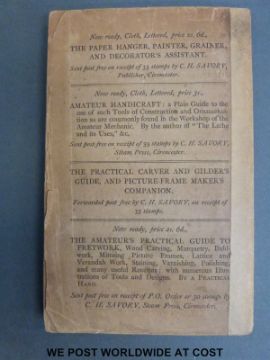 Now ready, Cloth, Lettered, price 2s. 6d.,
THE PAPER HANGER, PAINTER, GRAINER,
AND DECORATOR'S ASSISTANT.
Sent post free on receipt of 33 stamps by C. H. SAVORY,
Publisher, Cirencester.
Now ready, Cloth, Lettered, price 5s.
AMATEUR HANDICRAFT: a Plain Guide to the
use of such Tools of Construction and Ornamenta-
tion as are commonly found in the Workshop of the
Amateur Mechanic. By the author of "The Lathe
and its Uses," &c.
Sent post free on receipt of stamps by C. H. SAVORY,
Steam Press, Cirencester.
THE PRACTICAL CARVER AND GILDER'S
GUIDE, AND PICTURE FRAME MAKER'S
COMPANION.
Forwarded post free by C. H. SAVORY, on receipt of
33 stamps.
Now ready, price 2s. 6d.,
THE AMATEUR'S PRACTICAL GUIDE TO
FRETWORK, Wood Carving, Marquetry, Buhl
work, Mitreing Picture Frames, Lattice and
Verandah Work, Staining, Varnishing, Polishing,
and many useful Receipts: with numerous Illus-
trations of Tools and Designs. By A PRACTICAL
HAND.
Sent post free on receipt of P.O. Order or 30 stamps by
C. H. SAVORY, Steam Press, Cirencester.
WE POST WORLDWIDE AT COST